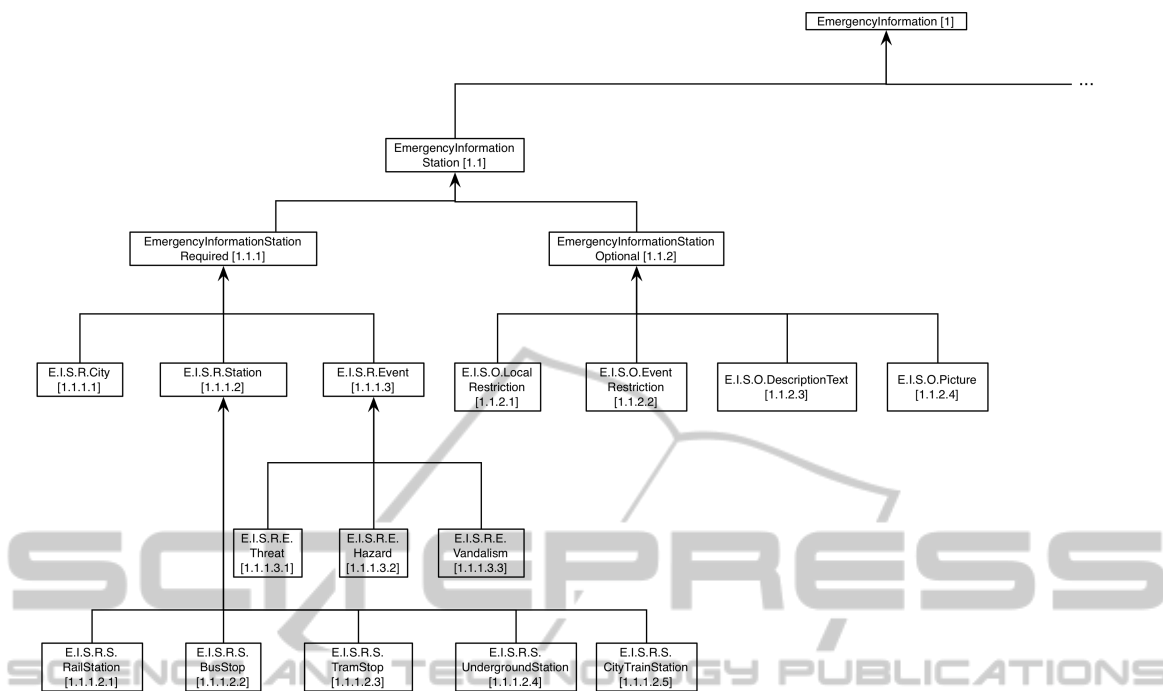 EmergencyInformation [1]
...
EmergencyInformation
Station [1.1]
EmergencyInformationStation
Required [1.1.1]
EmergencyInformationStation
Optional [1.1.2]
E.I.S.R.City
[1.1.1.1]
E.I.S.R.Station
[1.1.1.2]
E.I.S.R.Event
[1.1.1.3]
E.I.S.O.Local
Restriction
[1.1.2.1]
E.I.S.O.Event
Restriction
[1.1.2.2]
E.I.S.O.DescriptionText
[1.1.2.3]
E.I.S.O.Picture
[1.1.2.4]
E.I.S.R.E.
Threat
[1.1.1.3.1]
E.I.S.R.E.
Hazard
[1.1.1.3.2]
E.I.S.R.E.
Vandalism
[1.1.1.3.3]
E.I.S.R.S.
RailStation
[1.1.1.2.1]
E.I.S.R.S.
BusStop
[1.1.1.2.2]
E.I.S.R.S.
TramStop
[1.1.1.2.3]
E.I.S.R.S.
UndergroundStation
[1.1.1.2.4]
E.I.S.R.S.
CityTrainStation
[1.1.1.2.5]
SCITEPRESS
SCIENCE AND TECHNOLOGY PUBLICATIONS